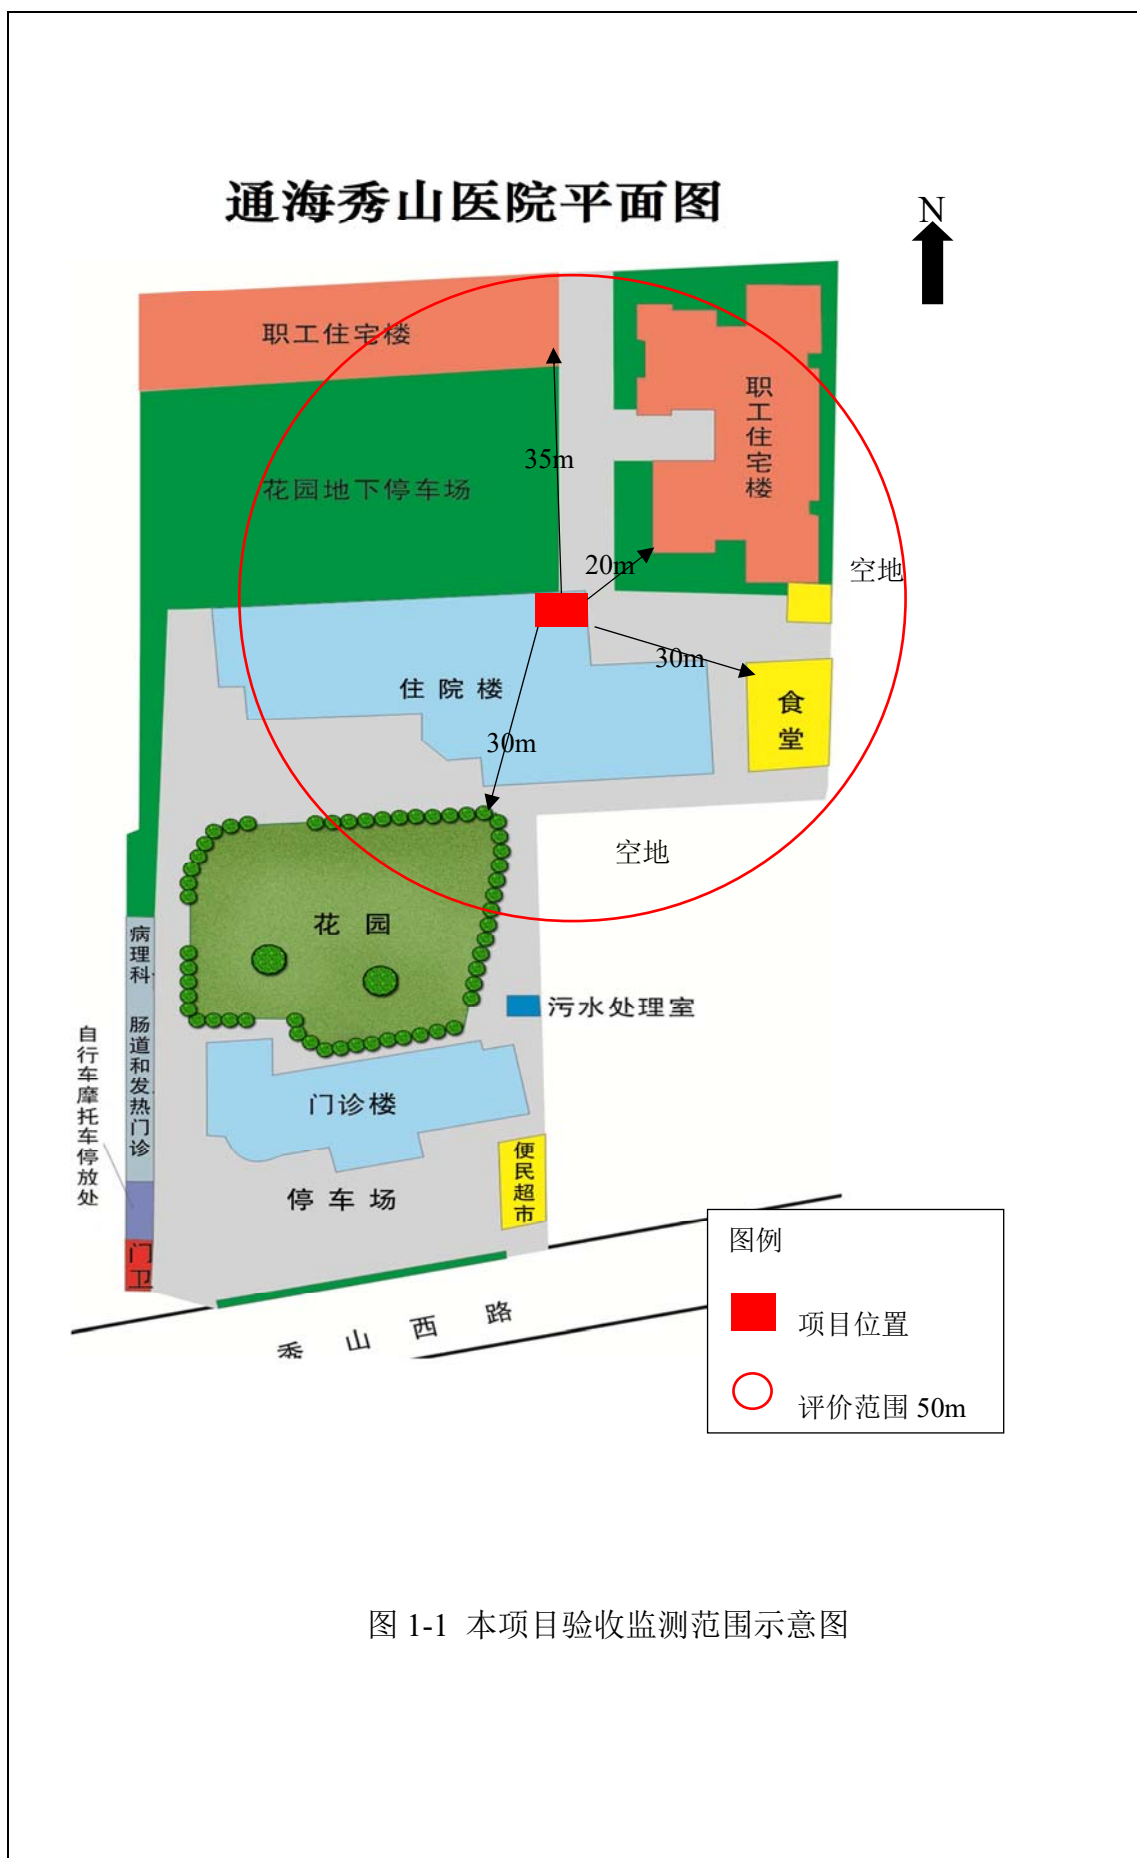 通海秀山医院平面图
N
职工住宅楼
职工住宅楼
35m
花园地下停车场
20m
空地
30m
住院楼
食堂
30m
空地
花园
病理科
肠道和发热门诊
污水处理室
自行车摩托车停放处
门诊楼
便民超市
停车场
门卫
秀山西路
图例
项目位置
评价范围 50m
图 1-1 本项目验收监测范围示意图